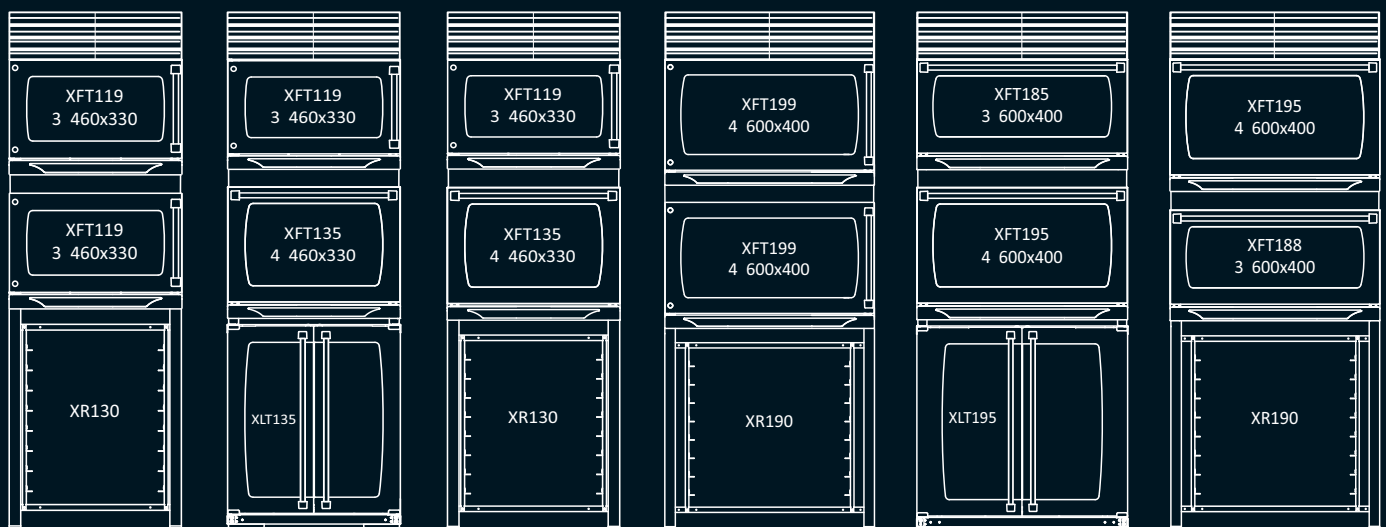 XFT119
3 460x330
XFT119
3 460x330
XR130
XFT119
3 460x330
XFT135
4 460x330
XLT135
XFT119
3 460x330
XFT135
4 460x330
XR130
XFT199
4 600x400
XFT199
4 600x400
XR190
XFT185
3 600x400
XFT195
4 600x400
XLT195
XFT195
4 600x400
XFT188
3 600x400
XR190